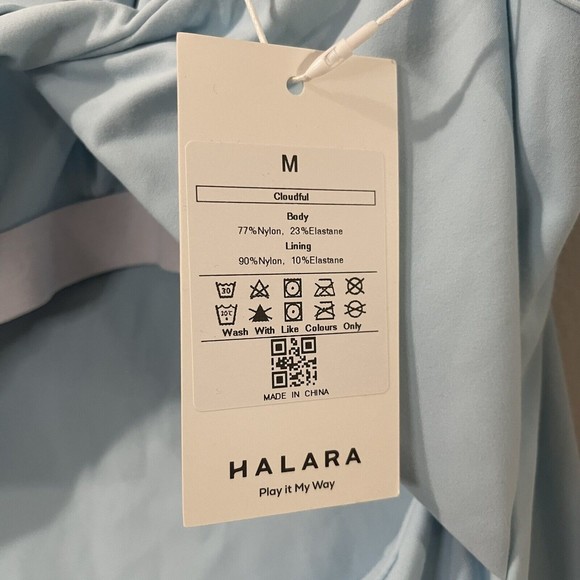 M
Cloudful
Body
77%Nylon, 23%Elastane
Lining
90%Nylon, 10%Elastane
30
30°C
Wash With Like Colours Only
MADE IN CHINA
HALARA
Play it My Way